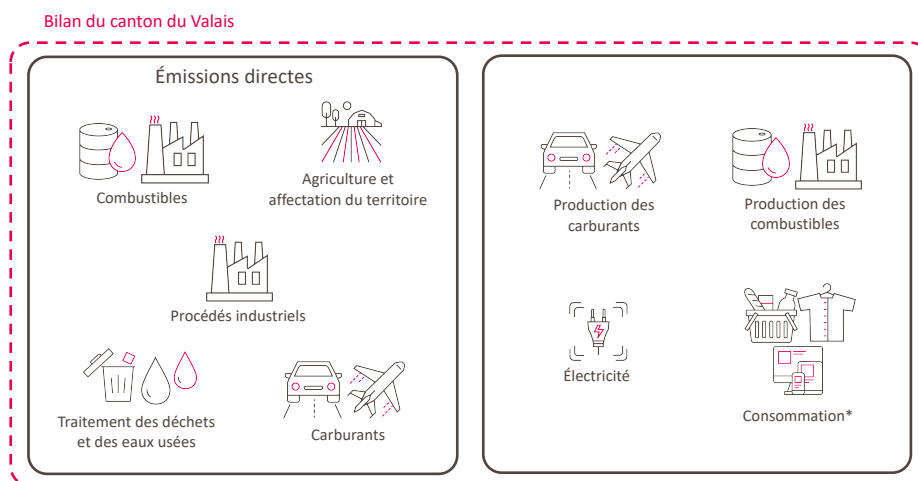 Bilan du canton du Valais
Émissions directes
Combustibles
Agriculture et
affectation du territoire
Procédés industriels
Traitement des déchets
et des eaux usées
Carburants
Production des
carburants
Production des
combustibles
Électricité
Consommation*